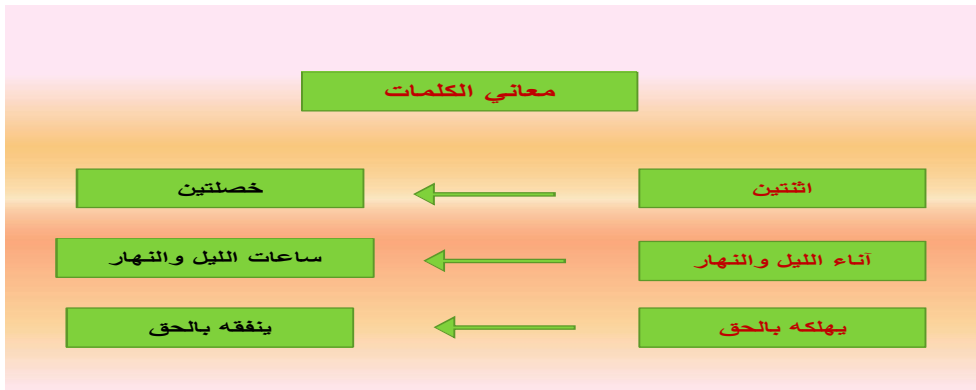 معاني الكلمات
اثنتين
خصلتين
آناء الليل والنهار
ساعات الليل والنهار
يهلكه بالحق
ينفقه بالحق